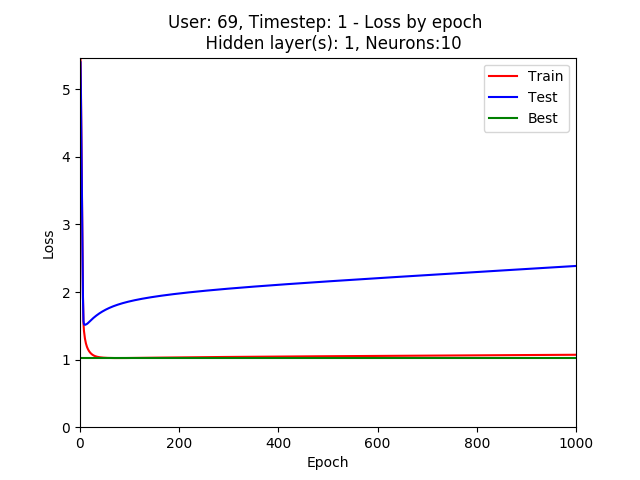 User: 69, Timestep: 1 - Loss by epoch
Hidden layer(s): 1, Neurons:10
Train
Test
Best
Loss
5
4
3
2
1
0
0 200 400 600 800 1000
Epoch